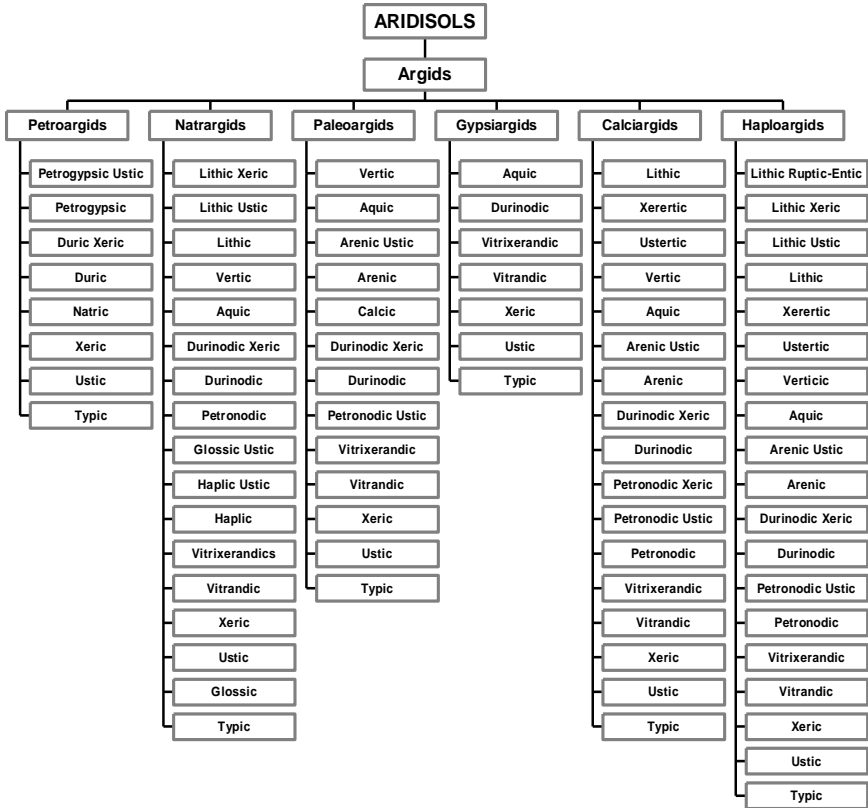 ARIDISOLS
Argids
Petroargids
Petrogypsic Ustic
Petrogypsic
Duric Xeric
Duric
Natric
Xeric
Ustic
Typic
Natrargids
Lithic Xeric
Lithic Ustic
Lithic
Vertic
Aquic
Durinodic Xeric
Durinodic
Petronodic
Glossic Ustic
Haplic Ustic
Haplic
Vitrixerandics
Vitrandic
Xeric
Ustic
Glossic
Typic
Paleoargids
Vertic
Aquic
Arenic Ustic
Arenic
Calcic
Durinodic Xeric
Durinodic
Petronodic Ustic
Vitrixerandic
Vitrandic
Xeric
Ustic
Typic
Gypsiargids
Aquic
Durinodic
Vitrixerandic
Vitrandic
Xeric
Ustic
Typic
Calciargids
Lithic
Xerertic
Ustertic
Vertic
Aquic
Arenic Ustic
Arenic
Durinodic Xeric
Durinodic
Petronodic Xeric
Petronodic Ustic
Petronodic
Vitrixerandic
Vitrandic
Xeric
Ustic
Typic
Haploargids
Lithic Ruptic-Entic
Lithic Xeric
Lithic Ustic
Lithic
Xerertic
Ustertic
Verticic
Aquic
Arenic Ustic
Arenic
Durinodic Xeric
Durinodic
Petronodic Ustic
Petronodic
Vitrixerandic
Vitrandic
Xeric
Ustic
Typic